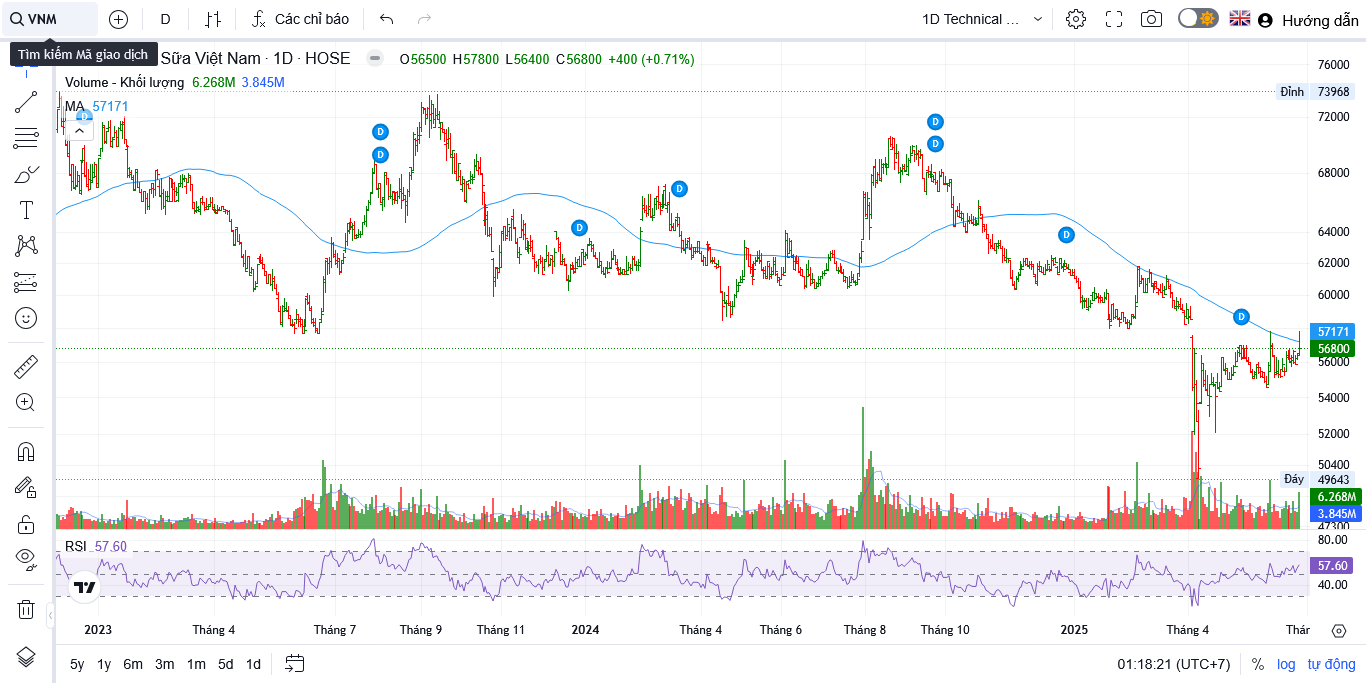 VNM
D
Các chỉ báo
1D Technical ...
Hướng dẫn
Tìm kiếm Mã giao dịch
Sữa Việt Nam · 1D · HOSE
O56500 H57800 L56400 C56800 +400 (+0.71%)
Volume - Khối lượng 6.268M 3.845M
MA 57171
D
D
D
D
D
D
D
D
D
76000
Đỉnh 73968
72000
68000
64000
62000
60000
57171
56800
56000
54000
52000
50400
Đáy 49643
6.268M
3.845M
47300
RSI 57.60
80.00
57.60
40.00
2023 Tháng 4 Tháng 7 Tháng 9 Tháng 11 2024 Tháng 4 Tháng 6 Tháng 8 Tháng 10 2025 Tháng 4 Thár
5y 1y 6m 3m 1m 5d 1d
01:18:21 (UTC+7) % log tự động